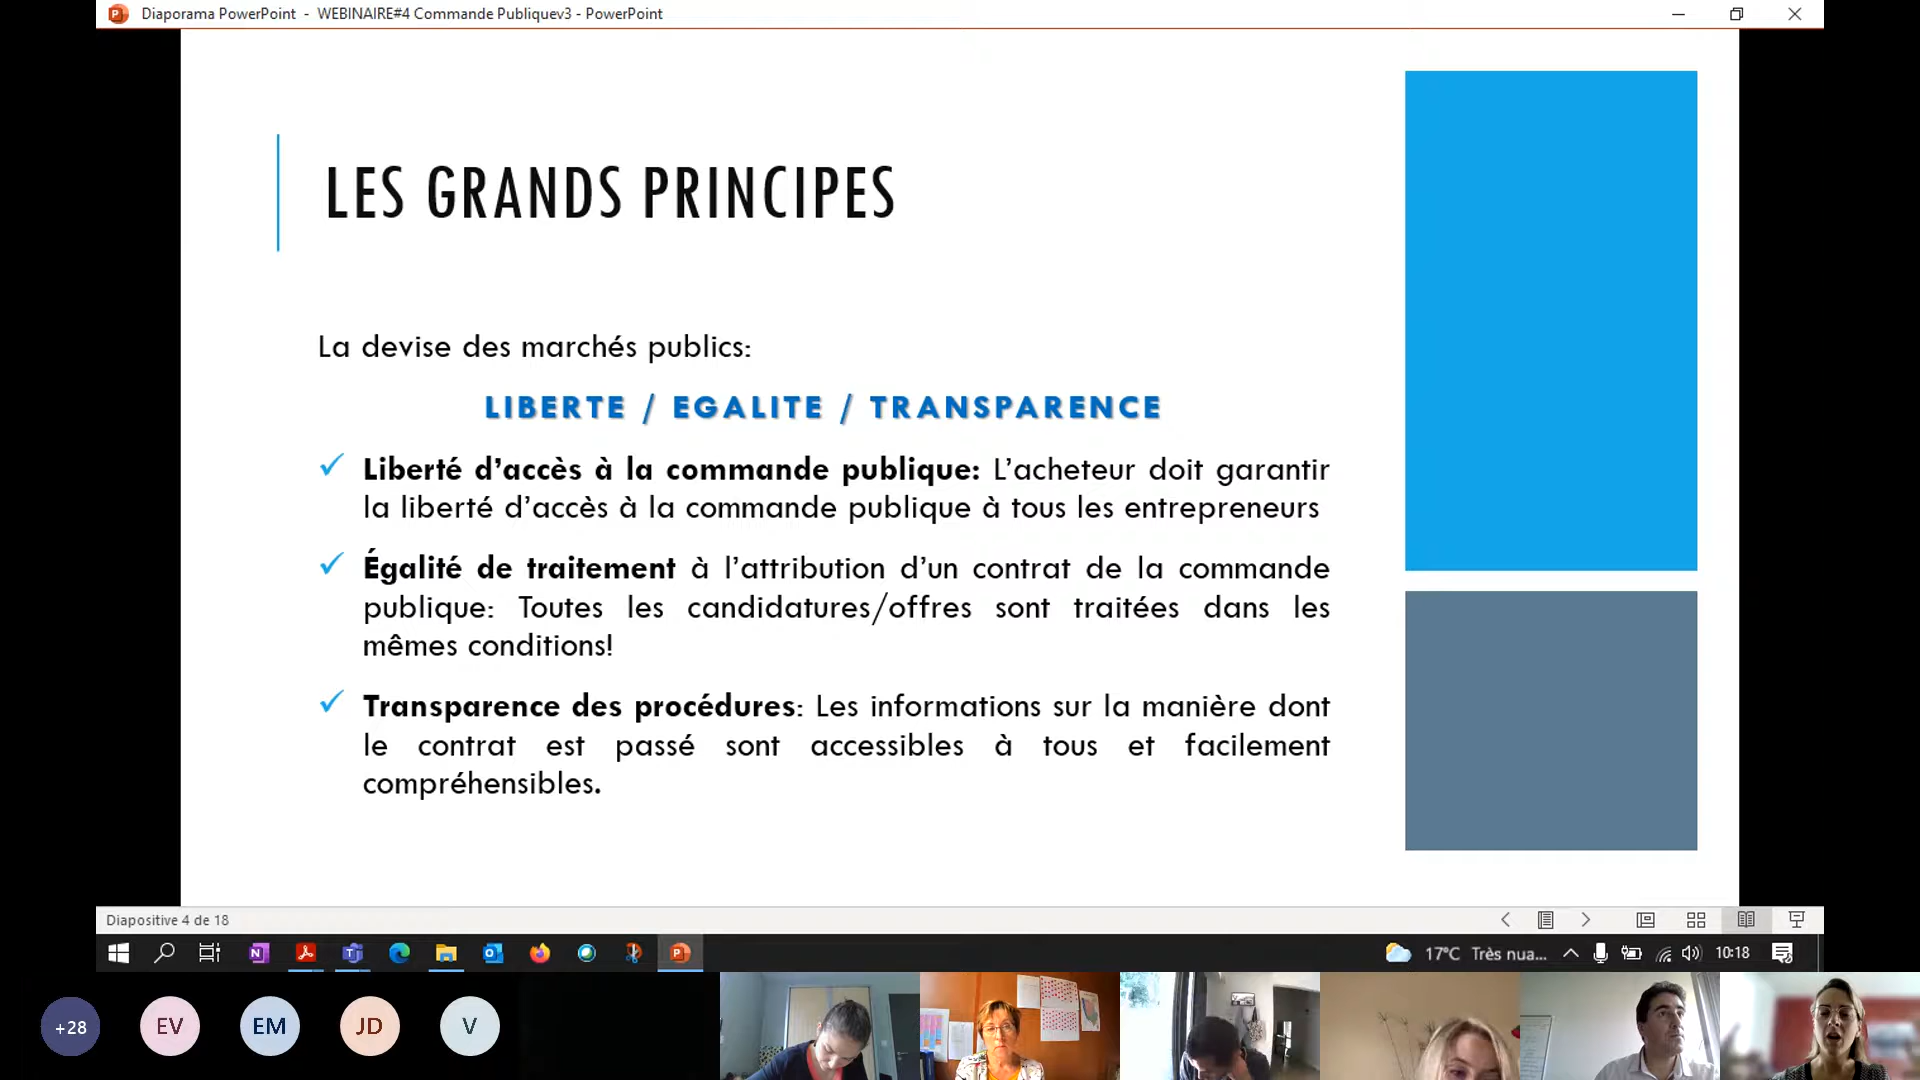 Diaporama PowerPoint - WEBINAIRE#4 Commande Publiquev3 - PowerPoint
LES GRANDS PRINCIPES
La devise des marchés publics:
LIBERTE / EGALITE / TRANSPARENCE
Liberté d’accès à la commande publique: L’acheteur doit garantir
la liberté d’accès à la commande publique à tous les entrepreneurs
Égalité de traitement à l’attribution d’un contrat de la commande
publique: Toutes les candidatures/offres sont traitées dans les
mêmes conditions!
Transparence des procédures: Les informations sur la manière dont
le contrat est passé sont accessibles à tous et facilement
compréhensibles.
Diapositive 4 de 18
17°C Très nua... 10:18
+28 EV EM JD V